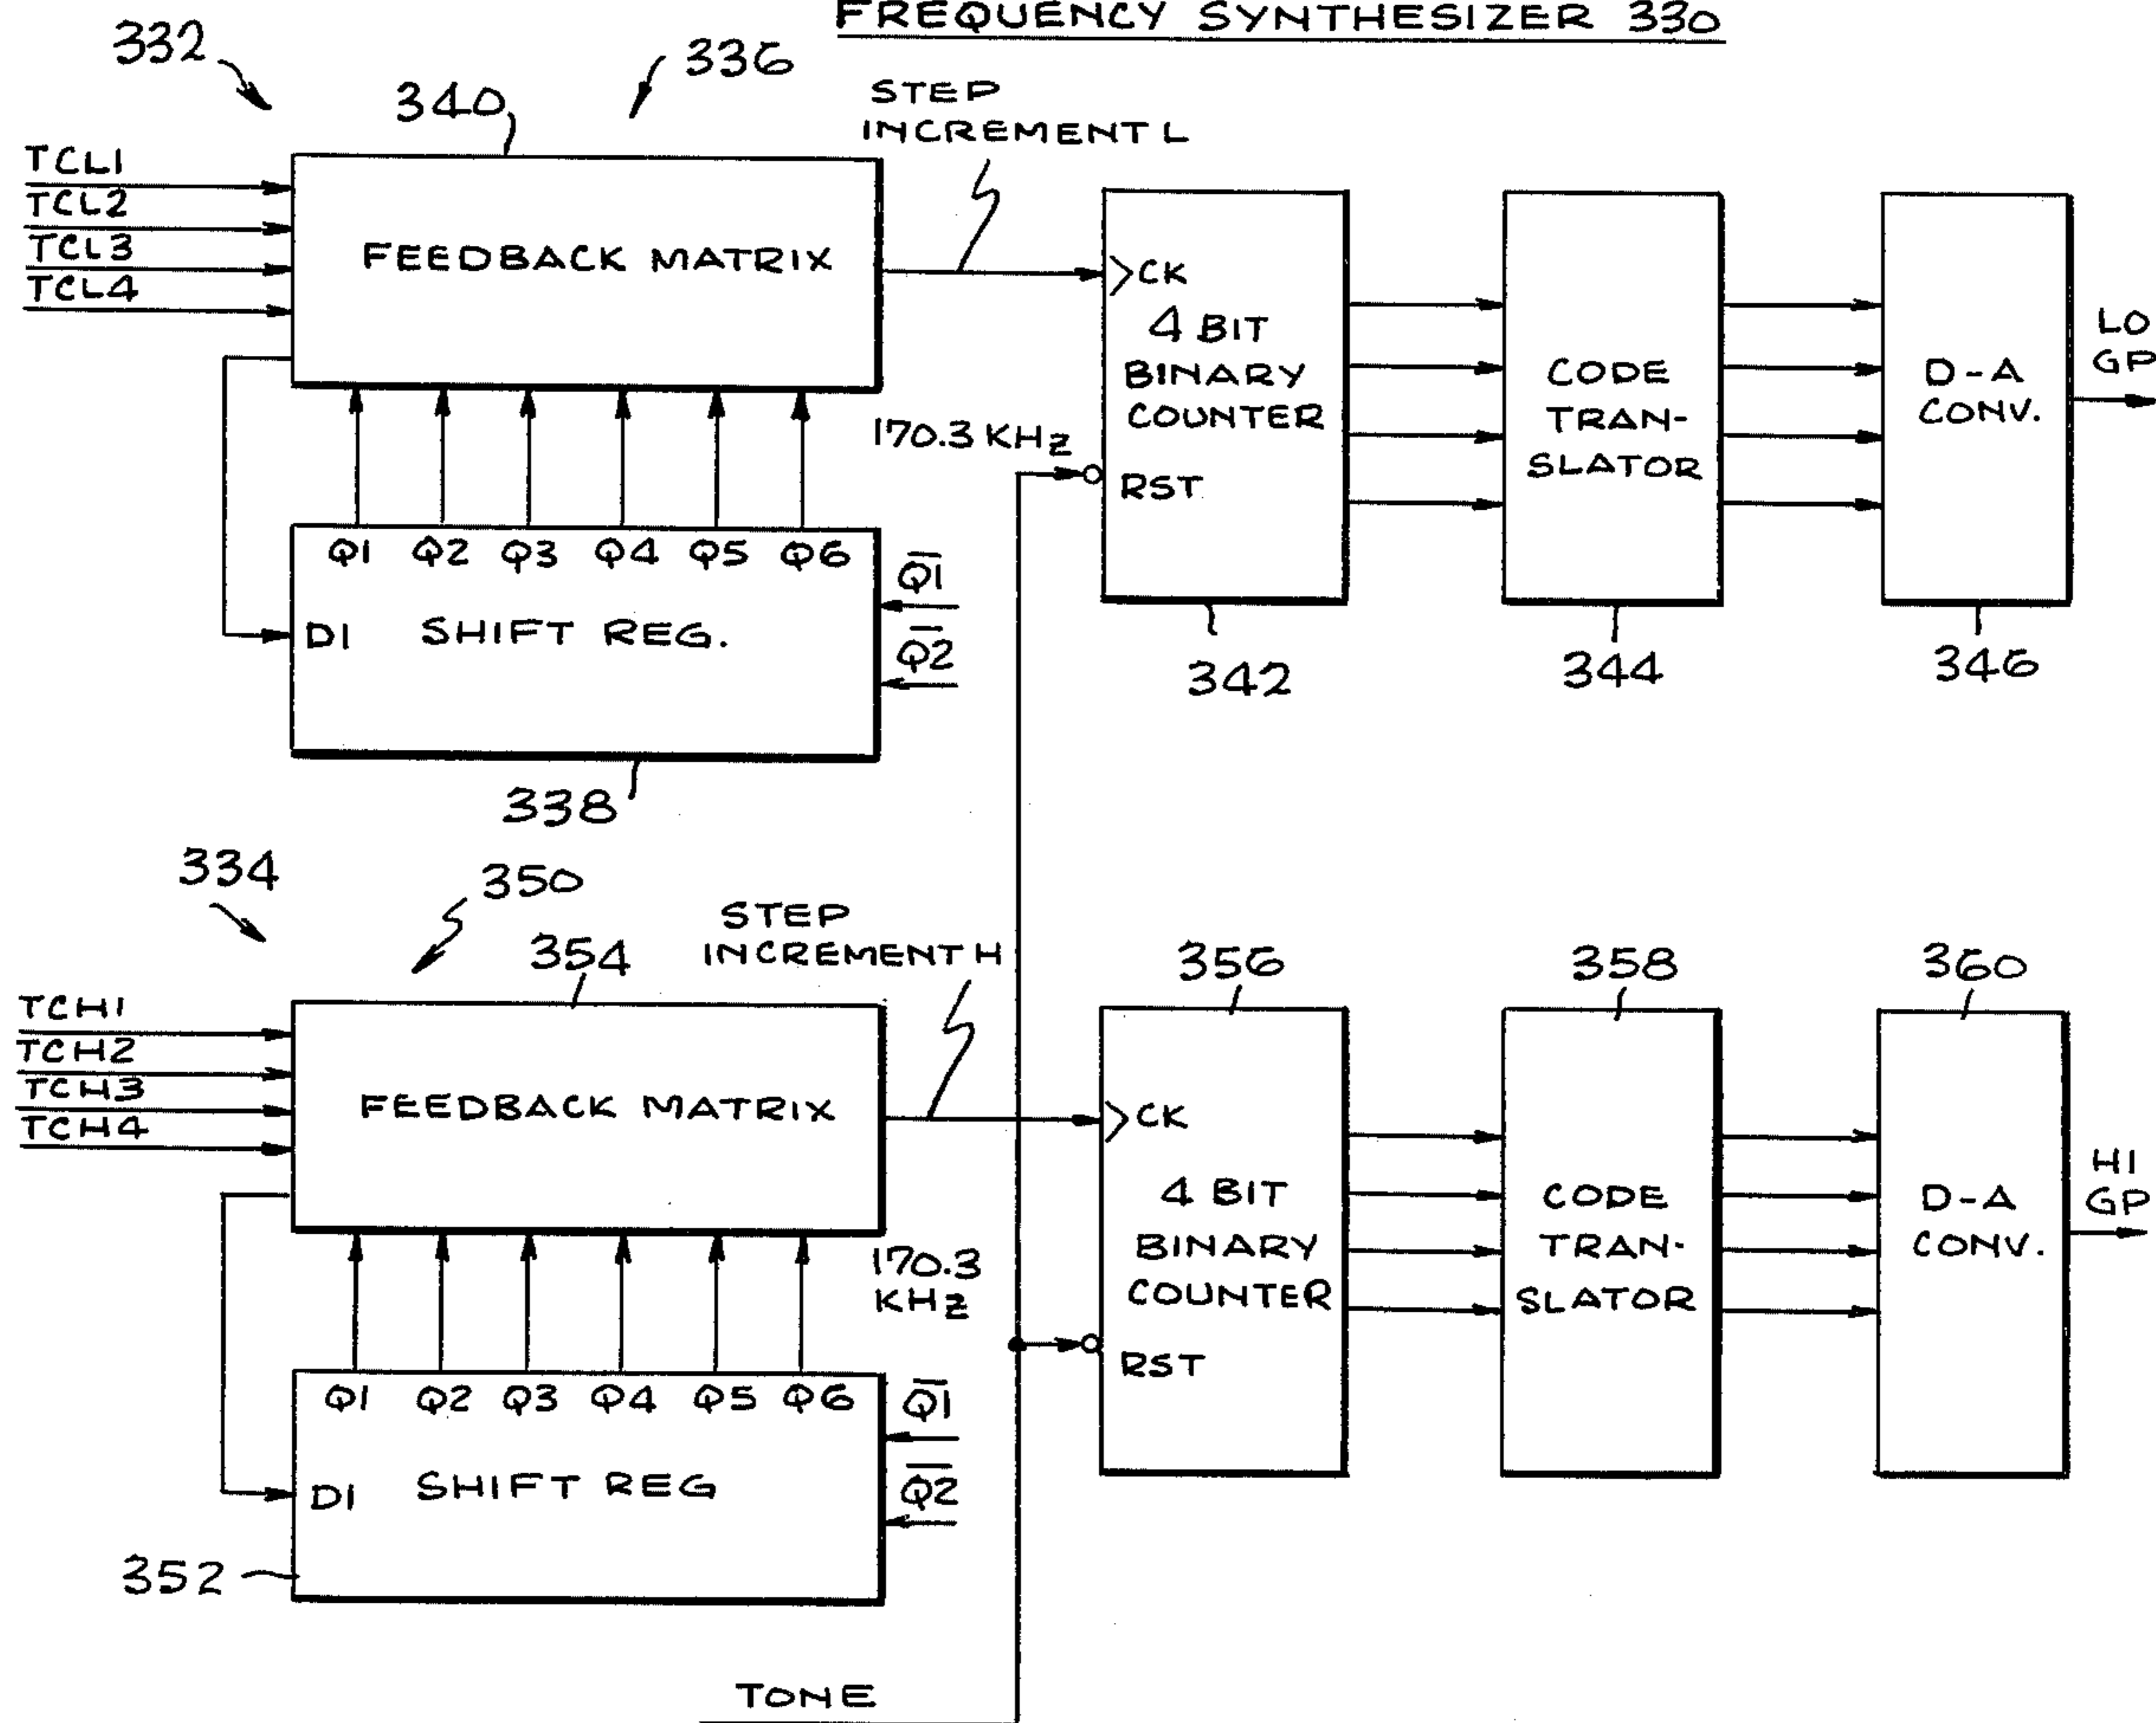 FREQUENCY SYNTHESIZER 330
332
336
340
STEP
INCREMENT L
TCL1
TCL2
TCL3
TCL4
FEEDBACK MATRIX
CK
4 BIT
BINARY
COUNTER
RST
CODE
TRAN-
SLATOR
D-A
CONV.
LO
GP
170.3 KHz
Q1 Q2 Q3 Q4 Q5 Q6
Q̅1̅
Q̅2̅
DI SHIFT REG.
342
344
346
338
334
350
354
STEP
INCREMENT H
356
358
360
TCH1
TCH2
TCH3
TCH4
FEEDBACK MATRIX
CK
4 BIT
BINARY
COUNTER
RST
CODE
TRAN-
SLATOR
D-A
CONV.
HI
GP
170.3
KHz
Q1 Q2 Q3 Q4 Q5 Q6
Q̅1̅
Q̅2̅
DI SHIFT REG
352
TONE